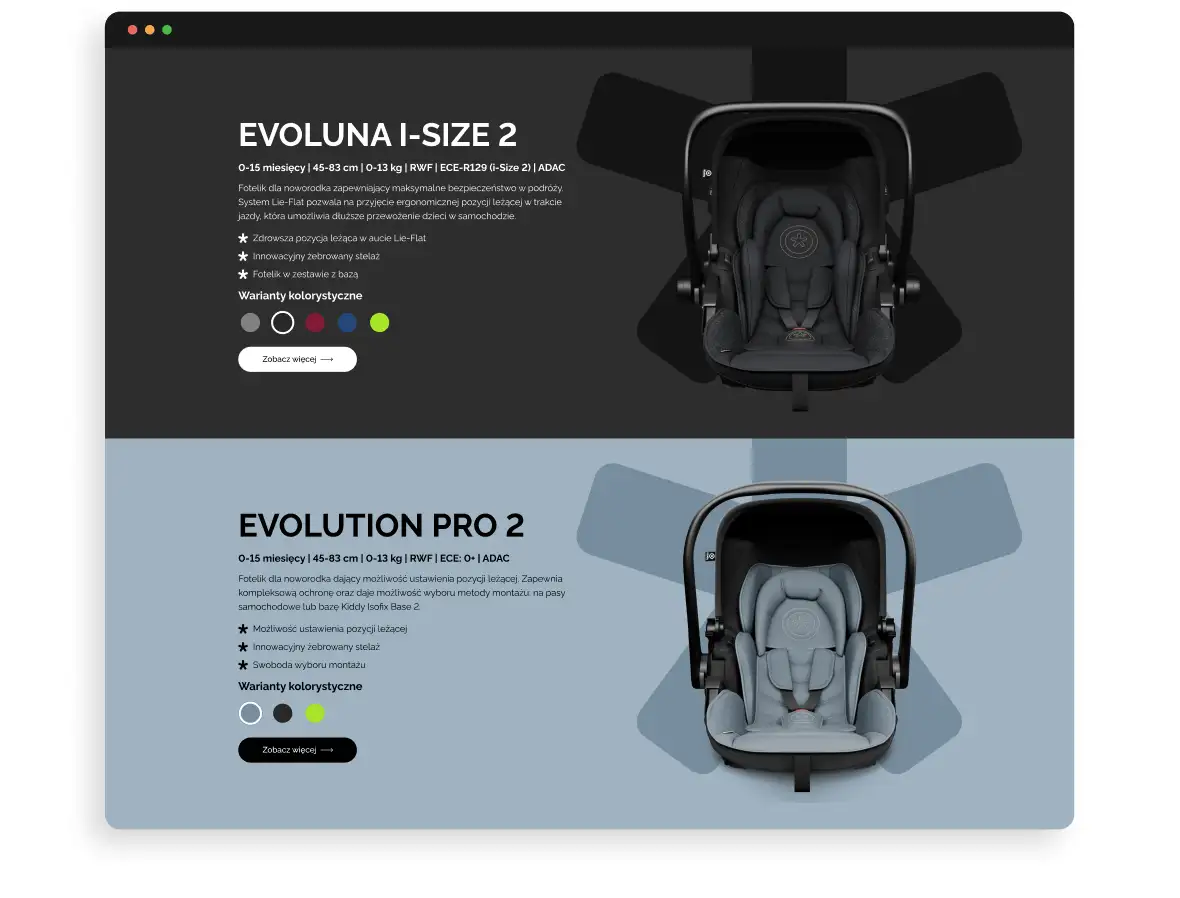 EVOLUNA I-SIZE 2
0-15 miesięcy | 45-83 cm | 0-13 kg | RWF | ECE-R129 (i-Size 2) | ADAC
Fotelik dla noworodka zapewniający maksymalne bezpieczeństwo w podróży.
System Lie-Flat pozwala na przyjęcie ergonomicznej pozycji leżącej w trakcie
jazdy, która umożliwia dłuższe przewożenie dzieci w samochodzie.
Zdrowsza pozycja leżąca w aucie Lie-Flat
Innowacyjny żebrowany stelaż
Fotelik w zestawie z bazą
Warianty kolorystyczne
Zobacz więcej
EVOLUTION PRO 2
0-15 miesięcy | 45-83 cm | 0-13 kg | RWF | ECE: 0+ | ADAC
Fotelik dla noworodka dający możliwość ustawienia pozycji leżącej. Zapewnia
kompleksową ochronę oraz daje możliwość wyboru metody montażu: na pasy
samochodowe lub bazę Kiddy Isofix Base 2.
Możliwość ustawienia pozycji leżącej
Innowacyjny żebrowany stelaż
Swoboda wyboru montażu
Warianty kolorystyczne
Zobacz więcej